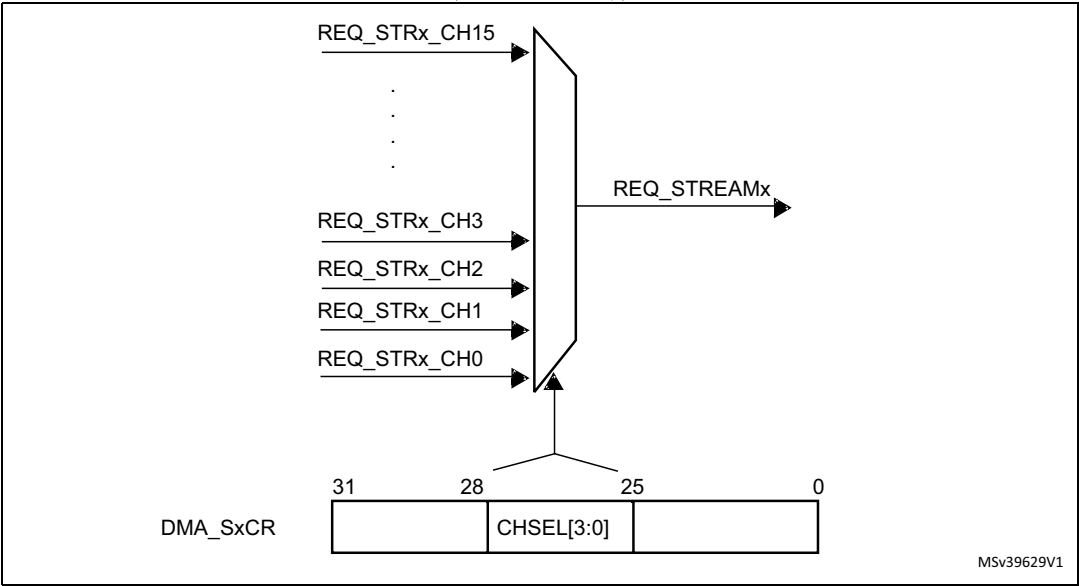 REQ_STRx_CH15
.
.
.
.
REQ_STREAMx
REQ_STRx_CH3
REQ_STRx_CH2
REQ_STRx_CH1
REQ_STRx_CH0
31 28 25 0
DMA_SxCR CHSEL[3:0]
MSv39629V1